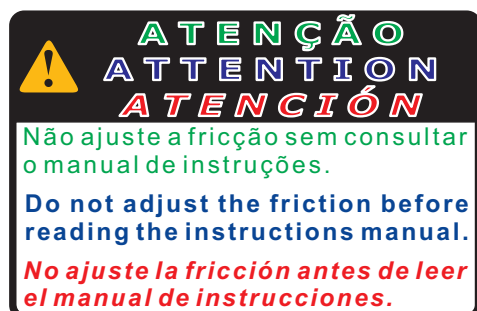 ATENÇÃO
ATTENTION
ATENCIÓN
Não ajuste a fricção sem consultar
o manual de instruções.
Do not adjust the friction before
reading the instructions manual.
No ajuste la fricción antes de leer
el manual de instrucciones.